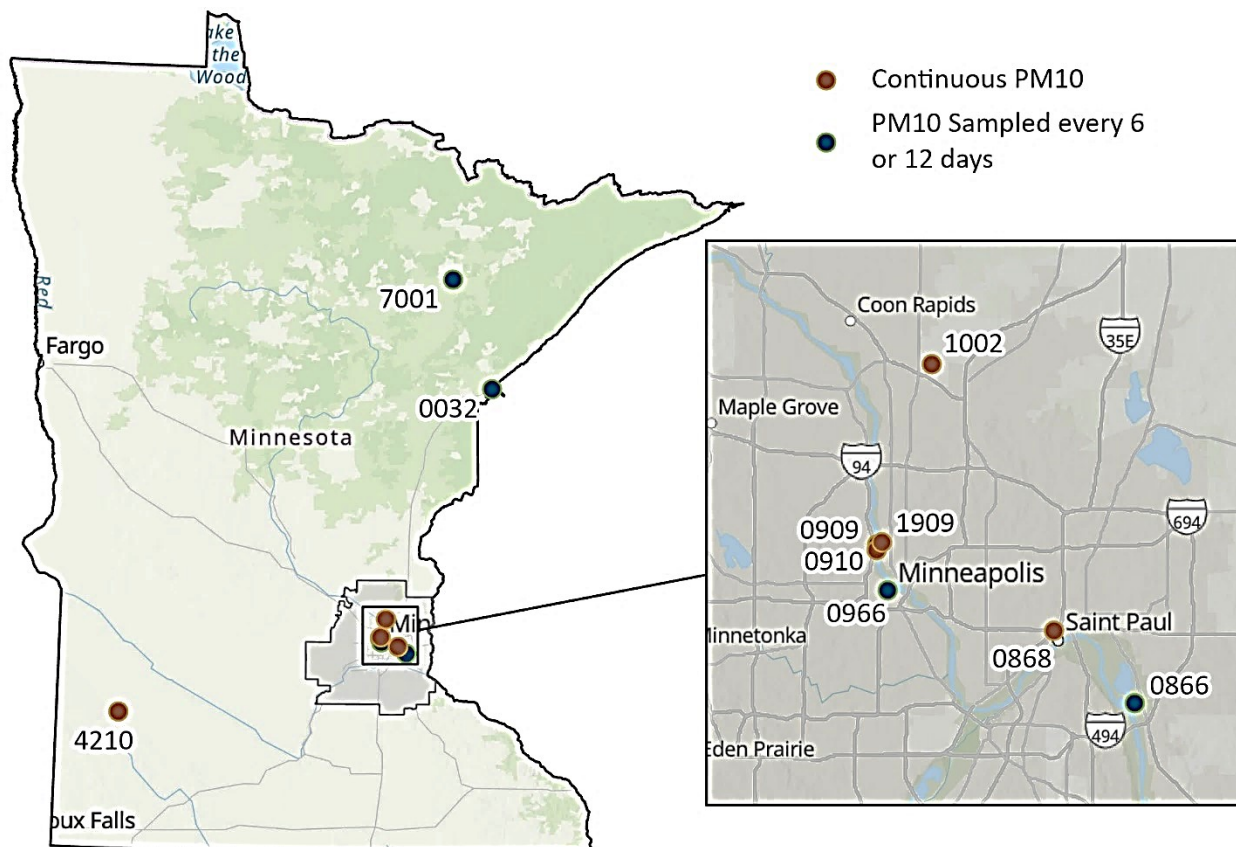 ake
the
Wood
Continuous PM10
PM10 Sampled every 6
or 12 days
7001
Red
Fargo
0032
Minnesota
Min
4210
oux Falls
Coon Rapids
1002
35E
Maple Grove
94
694
0909
1909
0910
Minneapolis
0966
Saint Paul
Minnetonka
0868
0866
494
Eden Prairie